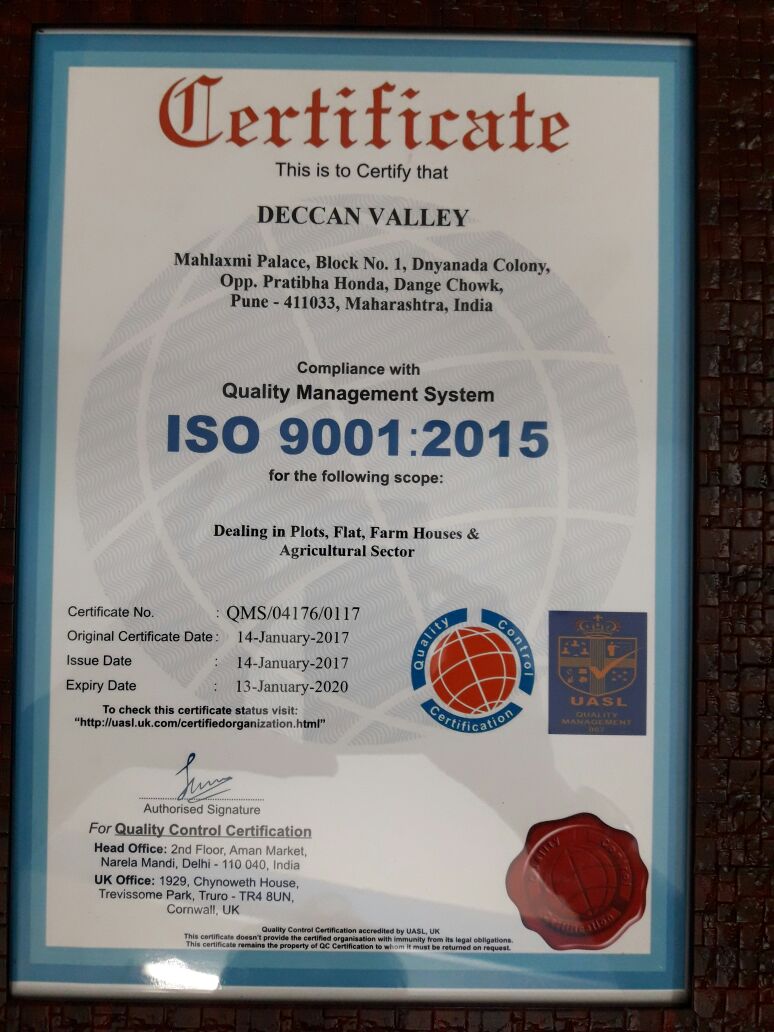 Certificate
This is to Certify that
DECCAN VALLEY
Mahlaxmi Palace, Block No. 1, Dnyanada Colony,
Opp. Pratibha Honda, Dange Chowk,
Pune - 411033, Maharashtra, India
Compliance with
Quality Management System
ISO 9001:2015
for the following scope:
Dealing in Plots, Flat, Farm Houses &
Agricultural Sector
Certificate No. : QMS/04176/0117
Original Certificate Date : 14-January-2017
Issue Date : 14-January-2017
Expiry Date : 13-January-2020
To check this certificate status visit:
“http://uasl.uk.com/certifiedorganization.html”
Quality Control
Certification
UASL
QUALITY
MANAGEMENT
Authorised Signature
For Quality Control Certification
Head Office: 2nd Floor, Aman Market,
Narela Mandi, Delhi - 110 040, India
UK Office: 1929, Chynoweth House,
Trevissome Park, Truro - TR4 8UN,
Cornwall, UK
Quality Control
Certification
Quality Control Certification accredited by UASL, UK
This certificate doesn't provide the certified organisation with immunity from its legal obligations.
This certificate remains the property of QC Certification to whom it must be returned on request.